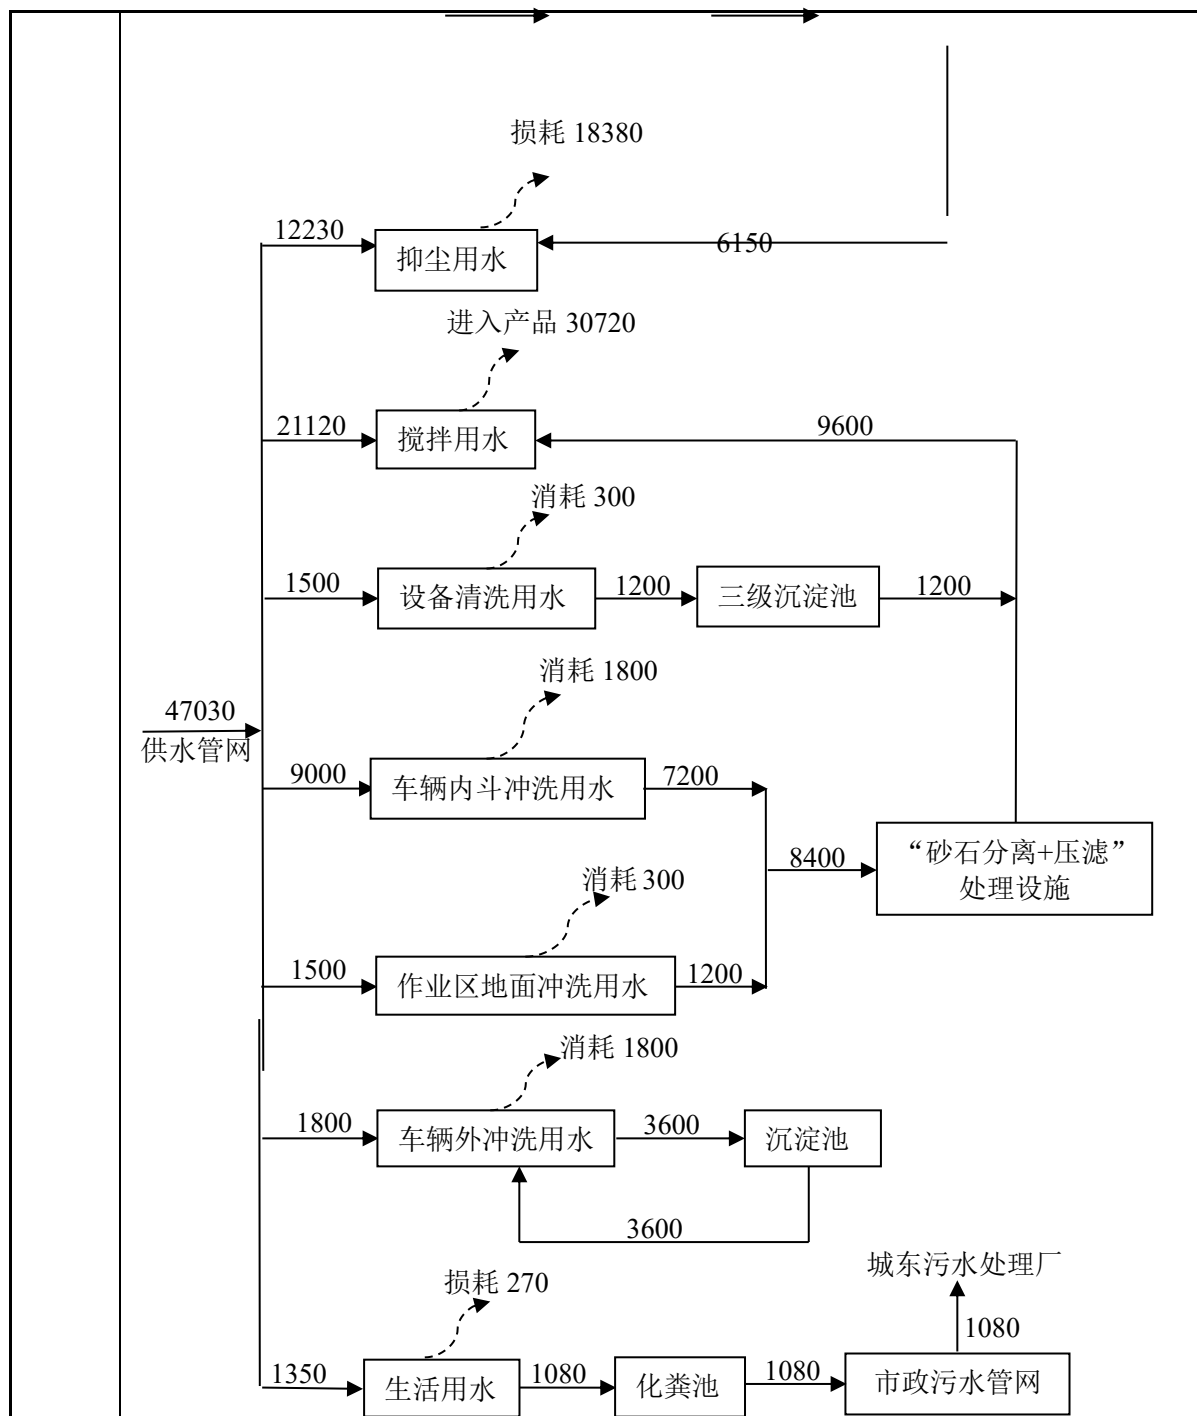 损耗 18380
12230
抑尘用水
6150
进入产品 30720
21120
搅拌用水
9600
消耗 300
1500
设备清洗用水
1200
三级沉淀池
1200
消耗 1800
47030
供水管网
9000
车辆内斗冲洗用水
7200
8400
“砂石分离+压滤”
处理设施
消耗 300
1500
作业区地面冲洗用水
1200
消耗 1800
1800
车辆外冲洗用水
3600
沉淀池
3600
损耗 270
城东污水处理厂
1080
1350
生活用水
1080
化粪池
1080
市政污水管网